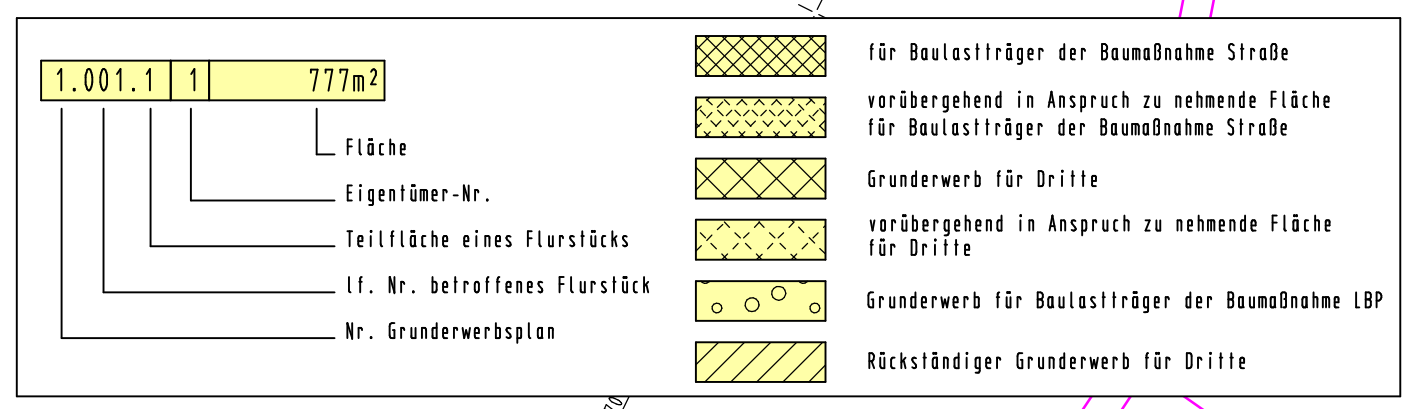 1.001.1 1 777m²
Fläche
Eigentümer-Nr.
Teilfläche eines Flurstücks
lf. Nr. betroffenes Flurstück
Nr. Grunderwerbsplan
für Baulastträger der Baumaßnahme Straße
vorübergehend in Anspruch zu nehmende Fläche
für Baulastträger der Baumaßnahme Straße
Grunderwerb für Dritte
vorübergehend in Anspruch zu nehmende Fläche
für Dritte
Grunderwerb für Baulastträger der Baumaßnahme LBP
Rückständiger Grunderwerb für Dritte